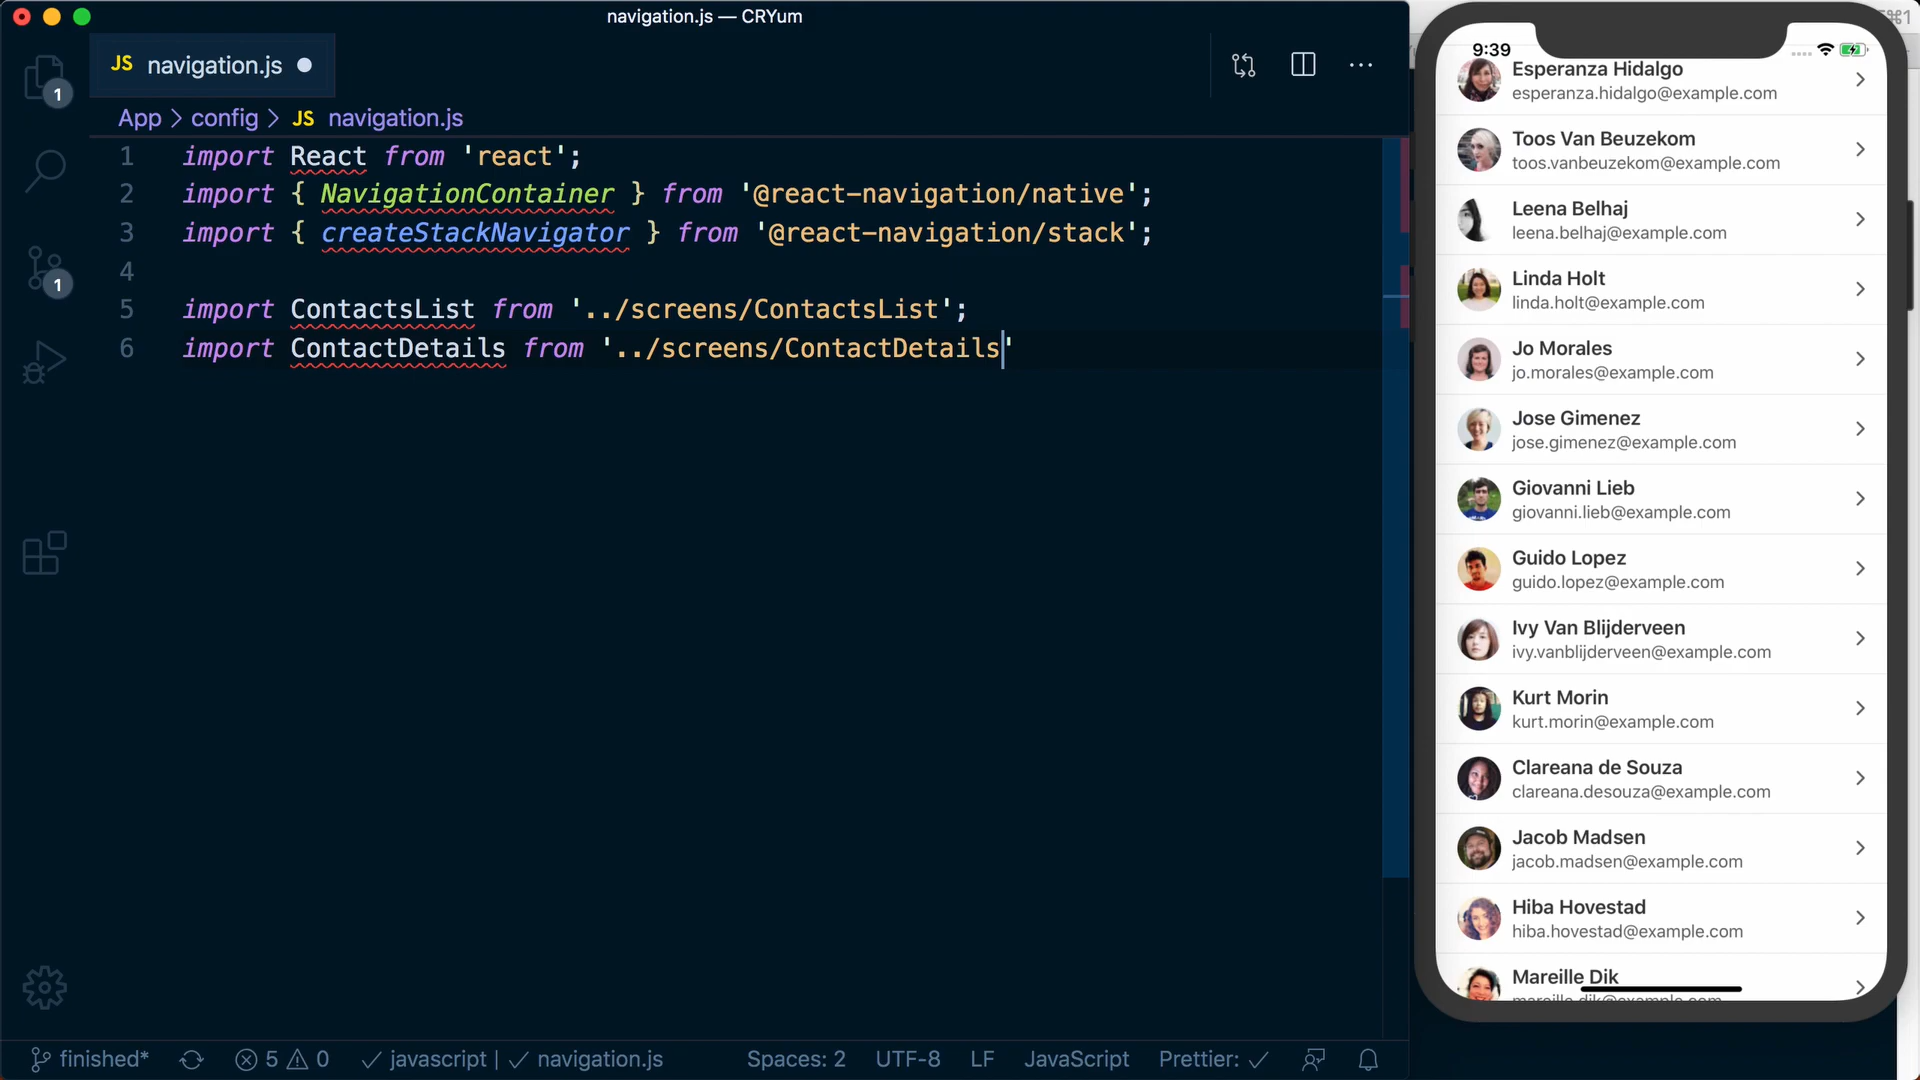 navigation.js — CRYum
JS navigation.js
App > config > JS navigation.js
1
1
1 import React from 'react';
2 import { NavigationContainer } from '@react-navigation/native';
3 import { createStackNavigator } from '@react-navigation/stack';
4
5 import ContactsList from '../screens/ContactsList';
6 import ContactDetails from '../screens/ContactDetails'
finished* 5 0 javascript | navigation.js Spaces: 2 UTF-8 LF JavaScript Prettier:
⌘1
9:39
Esperanza Hidalgo
esperanza.hidalgo@example.com
Toos Van Beuzekom
toos.vanbeuzekom@example.com
Leena Belhaj
leena.belhaj@example.com
Linda Holt
linda.holt@example.com
Jo Morales
jo.morales@example.com
Jose Gimenez
jose.gimenez@example.com
Giovanni Lieb
giovanni.lieb@example.com
Guido Lopez
guido.lopez@example.com
Ivy Van Blijderveen
ivy.vanblijderveen@example.com
Kurt Morin
kurt.morin@example.com
Clareana de Souza
clareana.desouza@example.com
Jacob Madsen
jacob.madsen@example.com
Hiba Hovestad
hiba.hovestad@example.com
Mareille Dik
mareille.dik@example.com